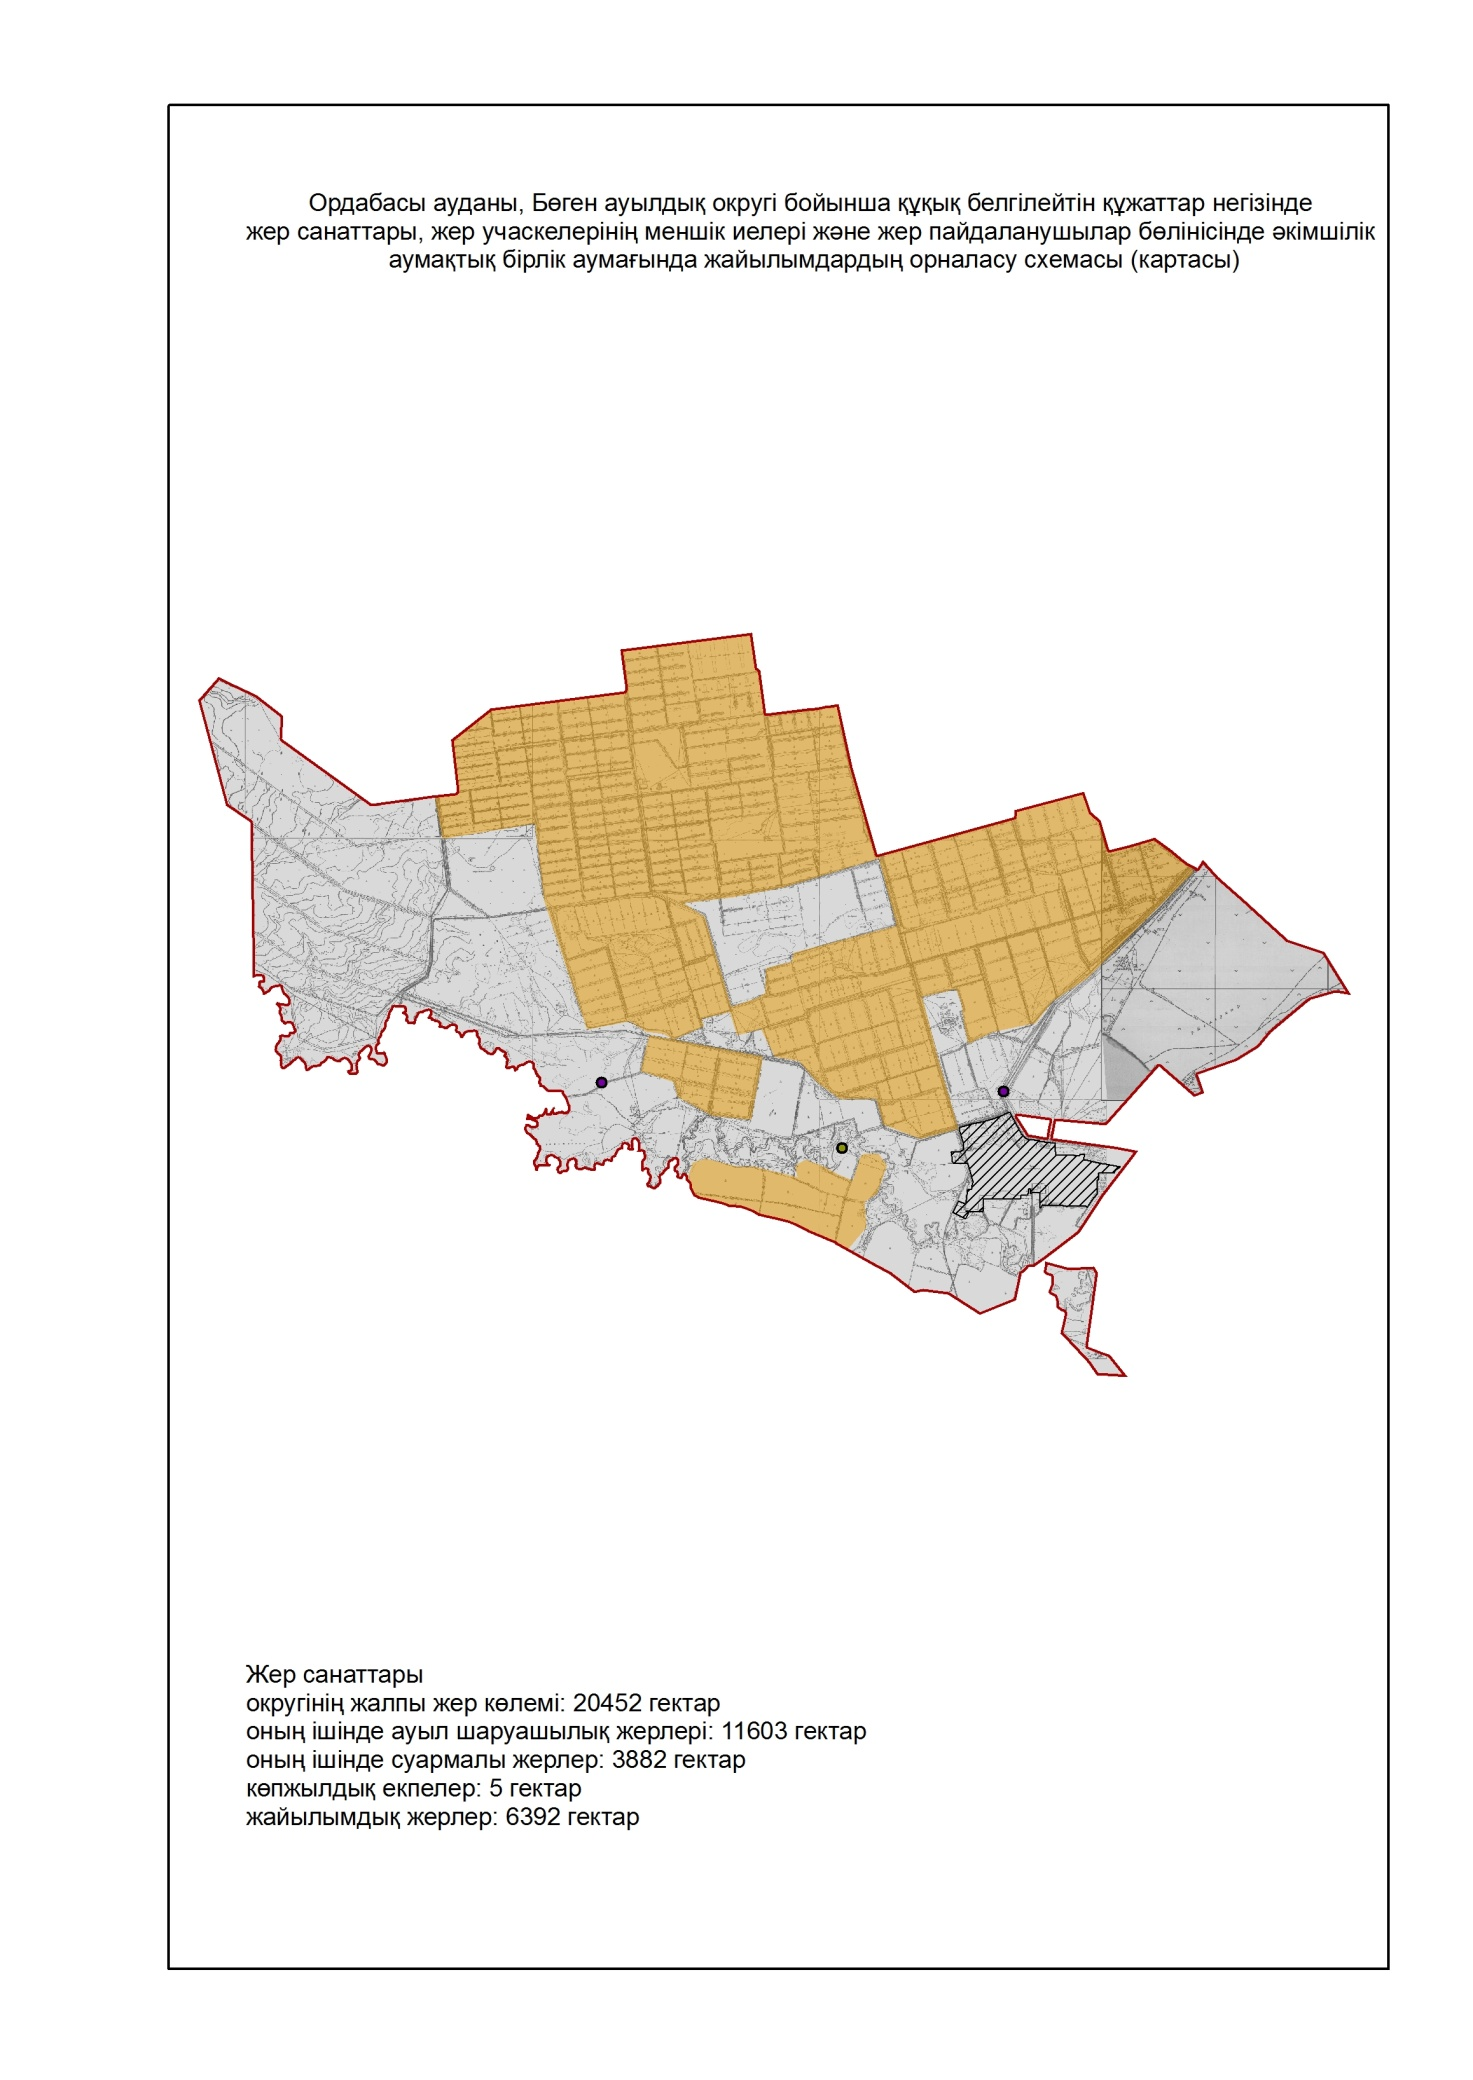 Ордабасы ауданы, Бөген ауылдық округі бойынша құқық белгілейтін құжаттар негізінде
жер санаттары, жер учаскелерінің меншік иелері және жер пайдаланушылар бөлінісінде әкімшілік
аумақтық бірлік аумағында жайылымдардың орналасу схемасы (картасы)
Жер санаттары
округінің жалпы жер көлемі: 20452 гектар
оның ішінде ауыл шаруашылық жерлері: 11603 гектар
оның ішінде суармалы жерлер: 3882 гектар
көпжылдық екпелер: 5 гектар
жайылымдық жерлер: 6392 гектар